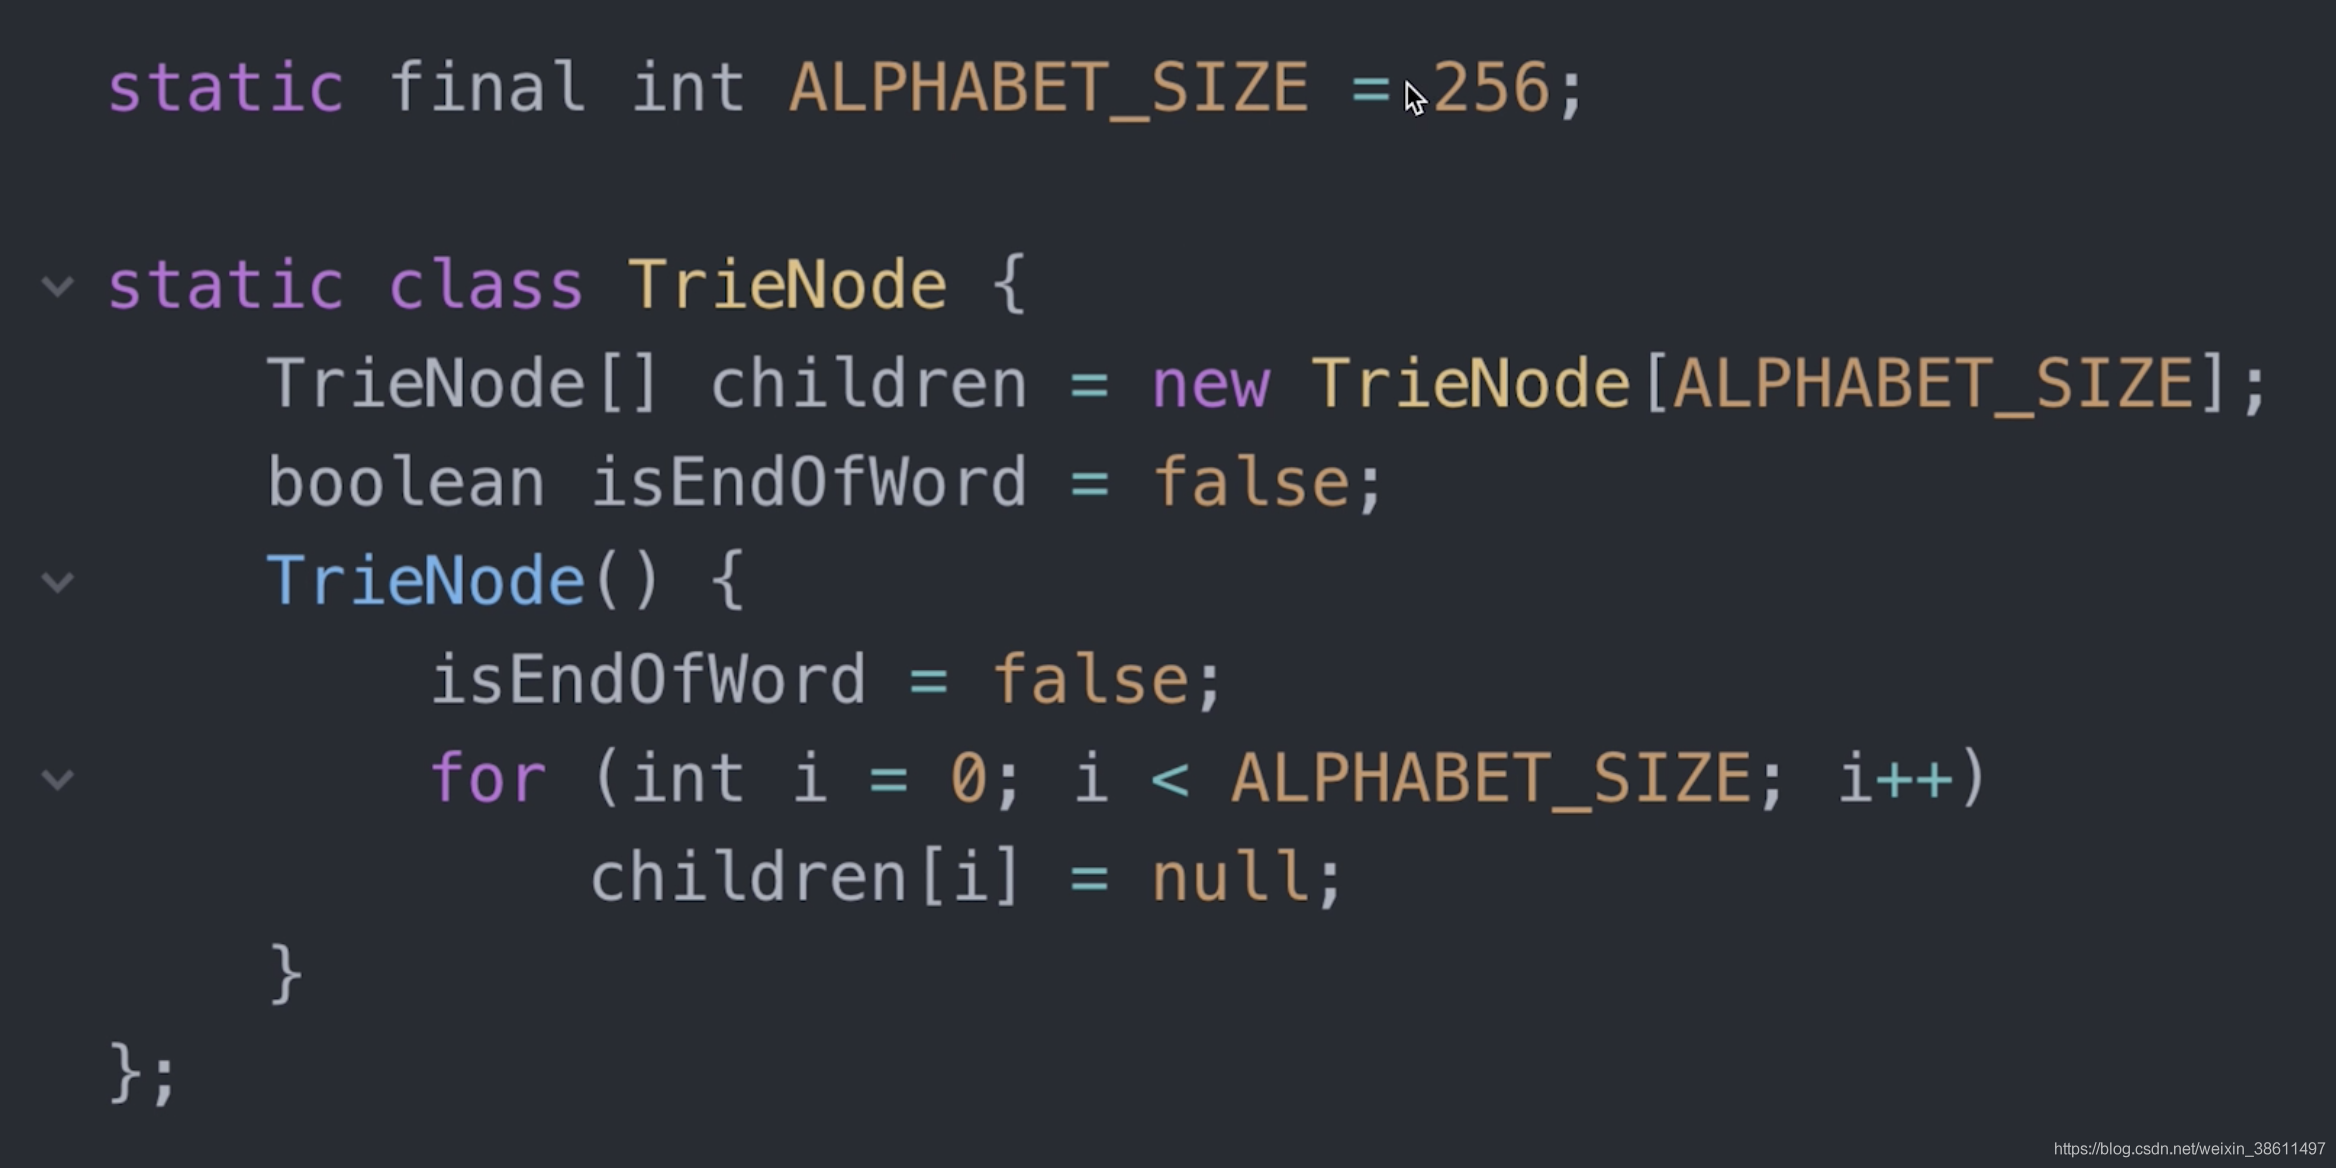 static final int ALPHABET_SIZE = 256;
static class TrieNode {
TrieNode[] children = new TrieNode[ALPHABET_SIZE];
boolean isEndOfWord = false;
TrieNode() {
isEndOfWord = false;
for (int i = 0; i < ALPHABET_SIZE; i++)
children[i] = null;
}
};
https://blog.csdn.net/weixin_38611497